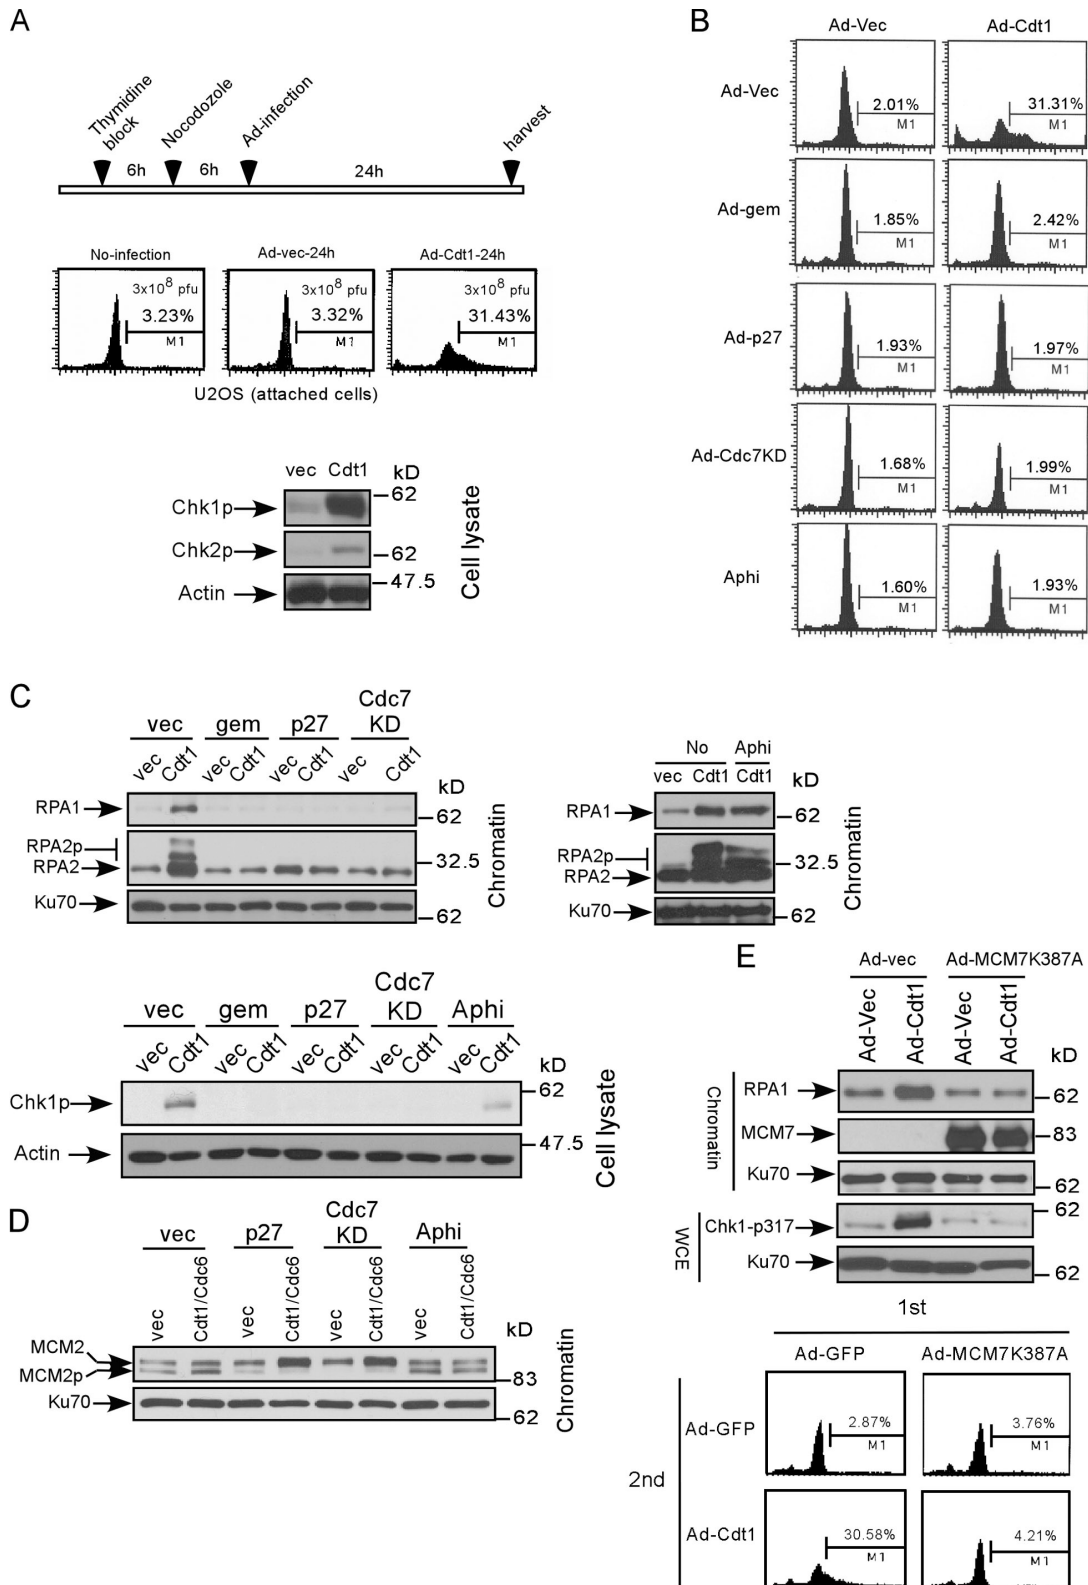 A
Thymidine block
Nocodozole
Ad-infection
harvest
6h 6h 24h
No-infection Ad-vec-24h Ad-Cdt1-24h
3x10⁸ pfu 3x10⁸ pfu 3x10⁸ pfu
3.23% 3.32% 31.43%
M1 M1 M1
U2OS (attached cells)
vec Cdt1 kD
Chk1p 62
Chk2p 62
Actin 47.5
Cell lysate
B
Ad-Vec Ad-Cdt1
Ad-Vec 2.01% M1 31.31% M1
Ad-gem 1.85% M1 2.42% M1
Ad-p27 1.93% M1 1.97% M1
Ad-Cdc7KD 1.68% M1 1.99% M1
Aphi 1.60% M1 1.93% M1
C
vec gem p27 Cdc7 KD
vec Cdt1 vec Cdt1 vec Cdt1 vec Cdt1
kD
RPA1 62
RPA2p
RPA2 32.5
Ku70 62
Chromatin
No Aphi
vec Cdt1 Cdt1 kD
RPA1 62
RPA2p 32.5
RPA2
Ku70 62
Chromatin
vec gem p27 Cdc7 KD Aphi
vec Cdt1 vec Cdt1 vec Cdt1 vec Cdt1 vec Cdt1
kD
Chk1p 62
Actin 47.5
Cell lysate
D
vec p27 Cdc7 KD Aphi
vec Cdt1/Cdc6 vec Cdt1/Cdc6 vec Cdt1/Cdc6 vec Cdt1/Cdc6
kD
MCM2
MCM2p 83
Ku70 62
Chromatin
E
Ad-vec Ad-MCM7K387A
Ad-Vec Ad-Cdt1 Ad-Vec Ad-Cdt1
kD
Chromatin
RPA1 62
MCM7 83
Ku70 62
WCE
62
Chk1-p317
Ku70 62
1st
Ad-GFP Ad-MCM7K387A
2nd
Ad-GFP 2.87% M1 3.76% M1
Ad-Cdt1 30.58% M1 4.21% M1